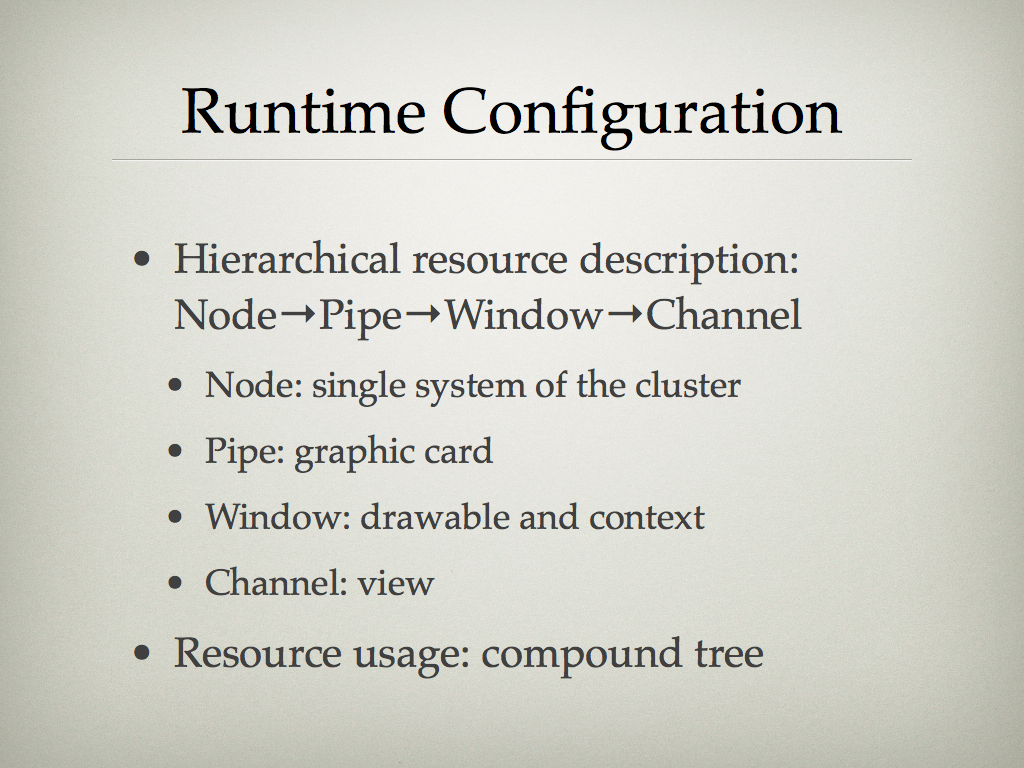 Runtime Configuration
• Hierarchical resource description:
Node→Pipe→Window→Channel
• Node: single system of the cluster
• Pipe: graphic card
• Window: drawable and context
• Channel: view
• Resource usage: compound tree